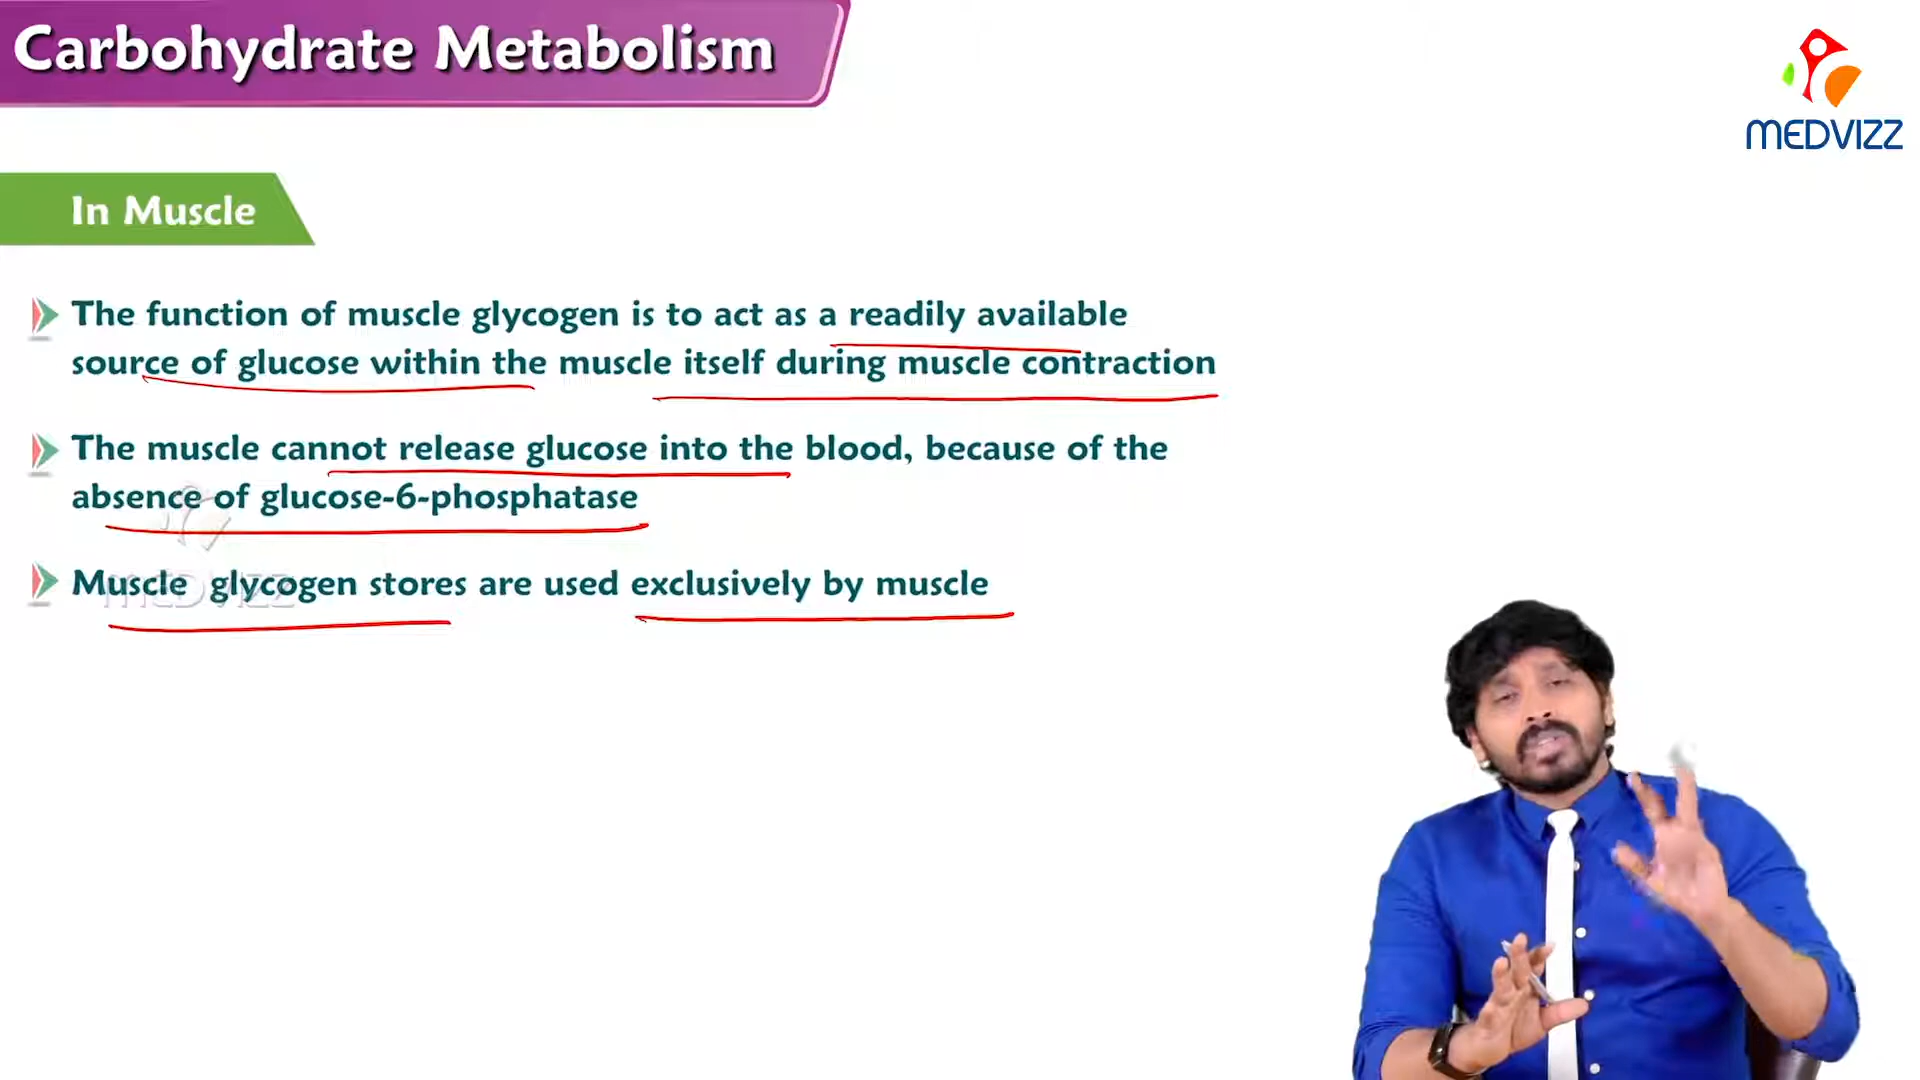 Carbohydrate Metabolism
MEDVIZZ
In Muscle
The function of muscle glycogen is to act as a readily available
source of glucose within the muscle itself during muscle contraction
The muscle cannot release glucose into the blood, because of the
absence of glucose-6-phosphatase
Muscle glycogen stores are used exclusively by muscle
MEDVIZZ